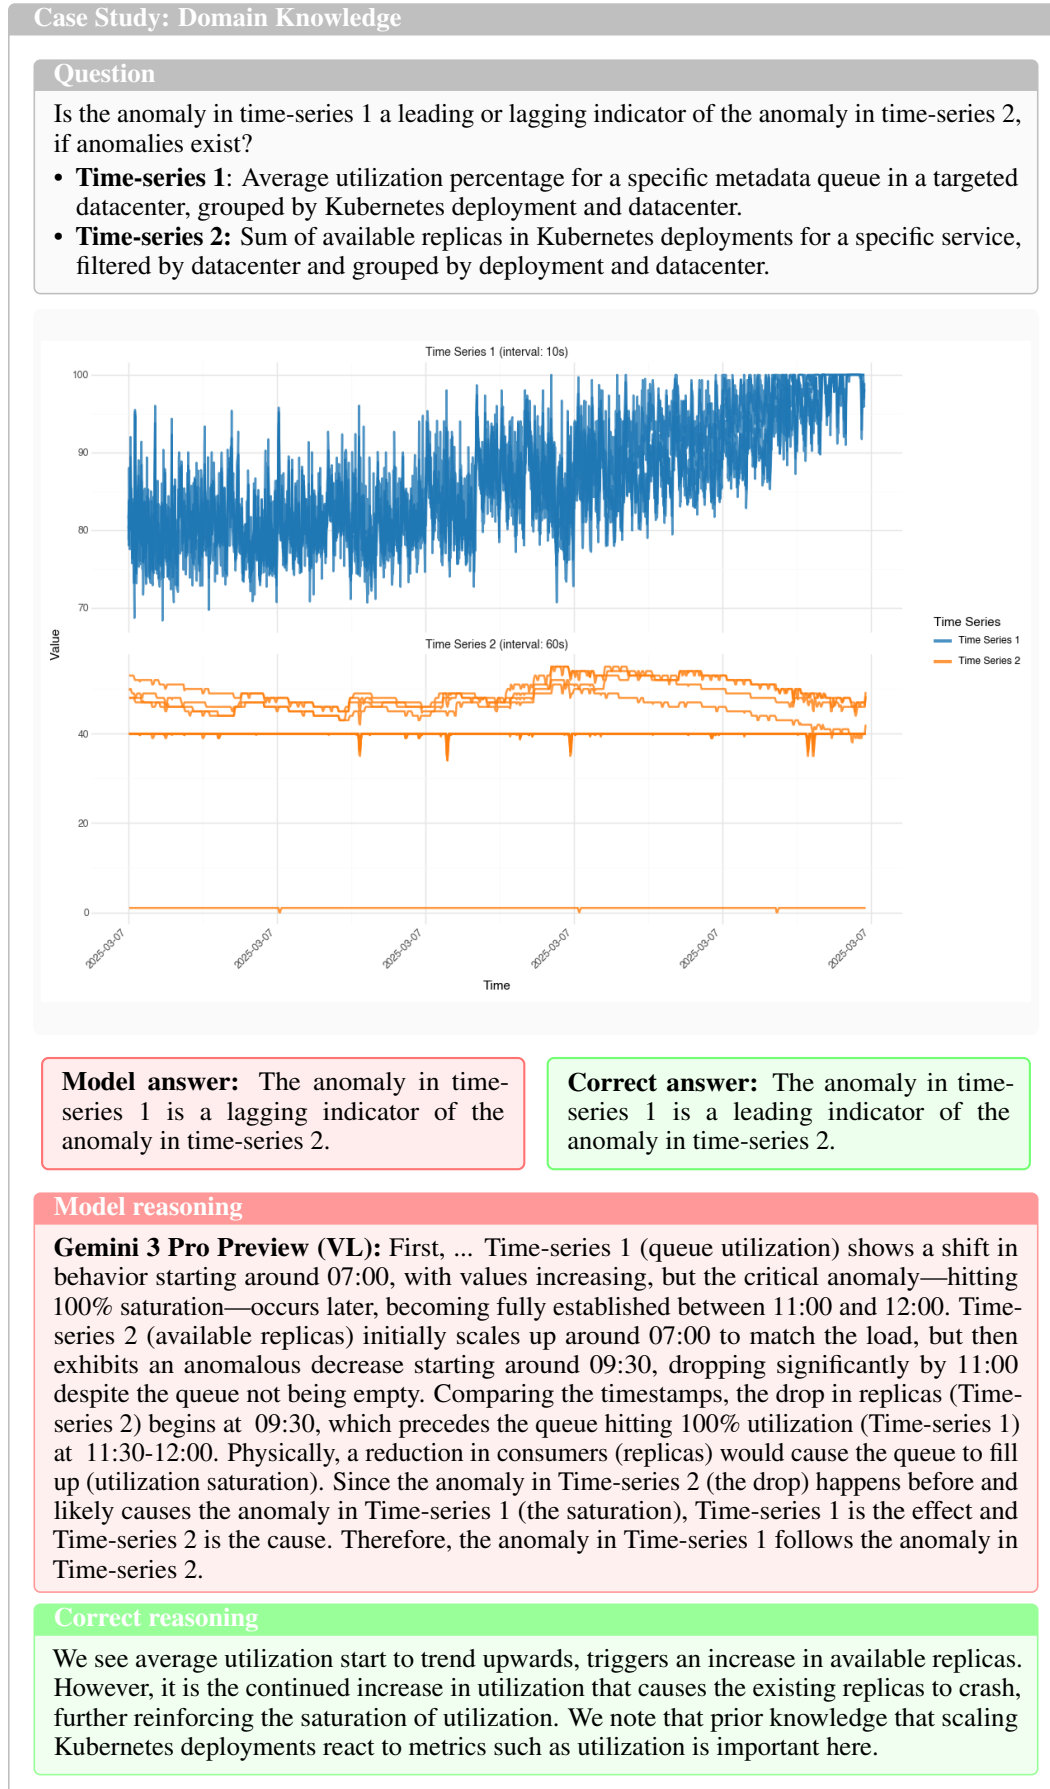 Case Study: Domain Knowledge
Question
Is the anomaly in time-series 1 a leading or lagging indicator of the anomaly in time-series 2,
if anomalies exist?
• Time-series 1: Average utilization percentage for a specific metadata queue in a targeted
datacenter, grouped by Kubernetes deployment and datacenter.
• Time-series 2: Sum of available replicas in Kubernetes deployments for a specific service,
filtered by datacenter and grouped by deployment and datacenter.
Time Series 1 (interval: 10s)
100
90
80
70
Value
Time Series 2 (interval: 60s)
40
20
0
Time Series
Time Series 1
Time Series 2
2025-03-07
2025-03-07
2025-03-07
2025-03-07
2025-03-07
2025-03-07
Time
Model answer: The anomaly in time-
series 1 is a lagging indicator of the
anomaly in time-series 2.
Correct answer: The anomaly in time-
series 1 is a leading indicator of the
anomaly in time-series 2.
Model reasoning
Gemini 3 Pro Preview (VL): First, ... Time-series 1 (queue utilization) shows a shift in
behavior starting around 07:00, with values increasing, but the critical anomaly—hitting
100% saturation—occurs later, becoming fully established between 11:00 and 12:00. Time-
series 2 (available replicas) initially scales up around 07:00 to match the load, but then
exhibits an anomalous decrease starting around 09:30, dropping significantly by 11:00
despite the queue not being empty. Comparing the timestamps, the drop in replicas (Time-
series 2) begins at 09:30, which precedes the queue hitting 100% utilization (Time-series 1)
at 11:30-12:00. Physically, a reduction in consumers (replicas) would cause the queue to fill
up (utilization saturation). Since the anomaly in Time-series 2 (the drop) happens before and
likely causes the anomaly in Time-series 1 (the saturation), Time-series 1 is the effect and
Time-series 2 is the cause. Therefore, the anomaly in Time-series 1 follows the anomaly in
Time-series 2.
Correct reasoning
We see average utilization start to trend upwards, triggers an increase in available replicas.
However, it is the continued increase in utilization that causes the existing replicas to crash,
further reinforcing the saturation of utilization. We note that prior knowledge that scaling
Kubernetes deployments react to metrics such as utilization is important here.